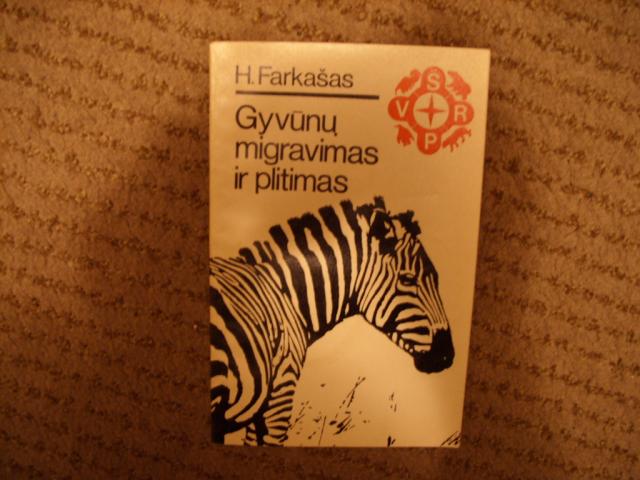 H. Farkašas
Gyvūnų
migravimas
ir plitimas
Š
V R
P